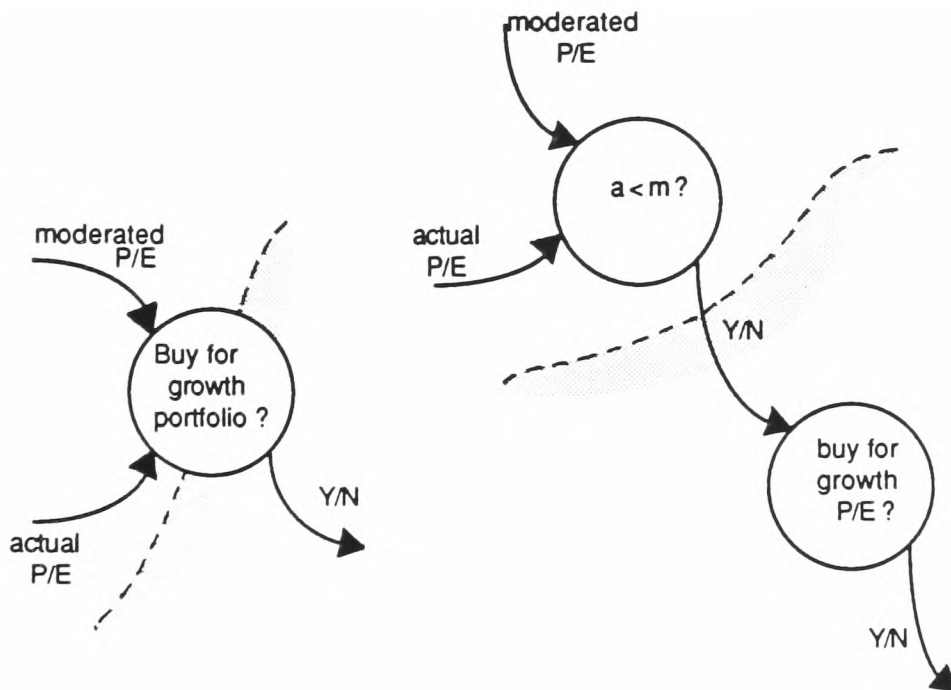 moderated
P/E
Buy for
growth
portfolio ?
actual
P/E
Y/N
moderated
P/E
a < m ?
actual
P/E
Y/N
buy for
growth
P/E ?
Y/N